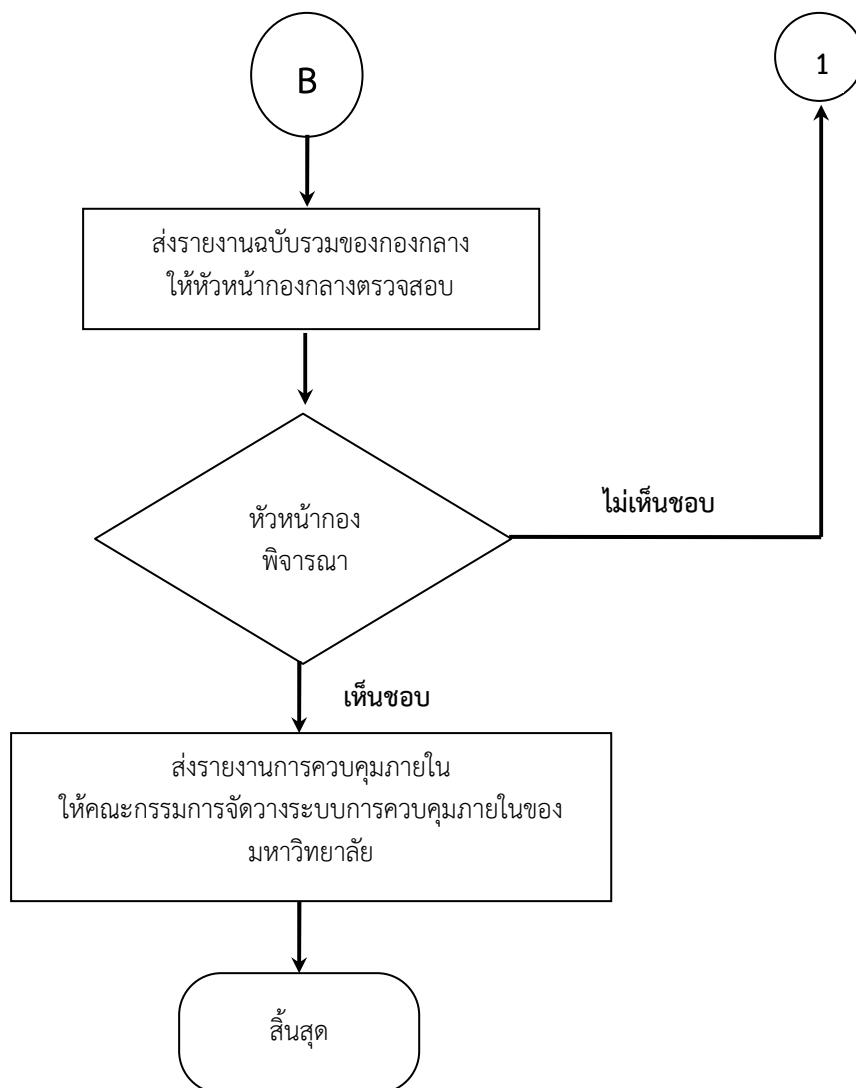 B
1
ส่งรายงานฉบับรวมของกองกลาง
ให้หัวหน้ากองกลางตรวจสอบ
ไม่เห็นชอบ
หัวหน้ากอง
พิจารณา
เห็นชอบ
ส่งรายงานการควบคุมภายใน
ให้คณะกรรมการจัดวางระบบการควบคุมภายในของ
มหาวิทยาลัย
สิ้นสุด